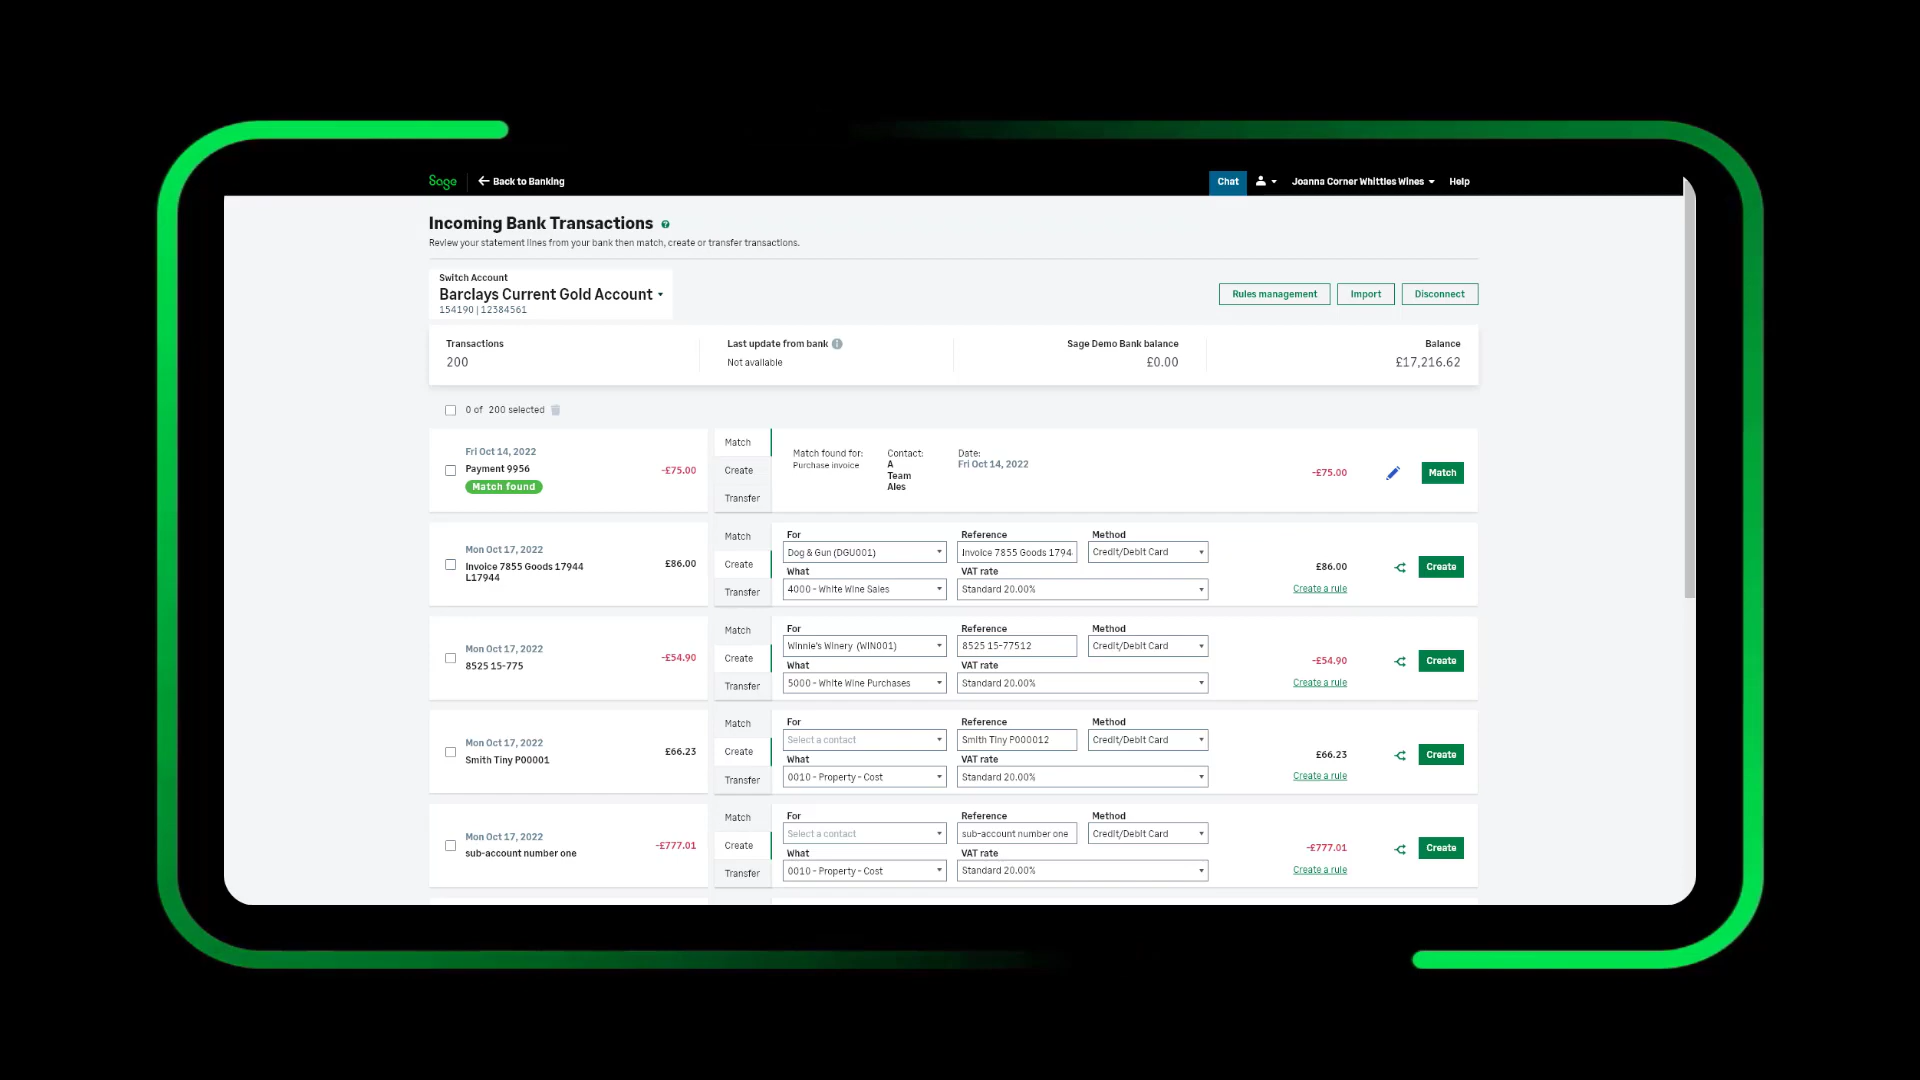 Sage
Back to Banking
Chat
Joanna Corner Whittles Wines
Help
Incoming Bank Transactions
Review your statement lines from your bank then match, create or transfer transactions.
Switch Account
Barclays Current Gold Account
154190 | 12384561
Rules management
Import
Disconnect
Transactions
200
Last update from bank
Not available
Sage Demo Bank balance
£0.00
Balance
£17,216.62
0 of 200 selected
Fri Oct 14, 2022
Payment 9956
Match found
-£75.00
Match
Create
Transfer
Match found for:
Purchase invoice
Contact:
A
Team
Ales
Date:
Fri Oct 14, 2022
-£75.00
Match
Mon Oct 17, 2022
Invoice 7855 Goods 17944
L17944
£86.00
Match
Create
Transfer
For
Dog & Gun (DGU001)
Reference
Invoice 7855 Goods 1794
Method
Credit/Debit Card
What
4000 - White Wine Sales
VAT rate
Standard 20.00%
£86.00
Create a rule
Create
Mon Oct 17, 2022
8525 15-775
-£54.90
Match
Create
Transfer
For
Winnie's Winery (WIN001)
Reference
8525 15-77512
Method
Credit/Debit Card
What
5000 - White Wine Purchases
VAT rate
Standard 20.00%
-£54.90
Create a rule
Create
Mon Oct 17, 2022
Smith Tiny P00001
£66.23
Match
Create
Transfer
For
Select a contact
Reference
Smith Tiny P000012
Method
Credit/Debit Card
What
0010 - Property - Cost
VAT rate
Standard 20.00%
£66.23
Create a rule
Create
Mon Oct 17, 2022
sub-account number one
-£777.01
Match
Create
Transfer
For
Select a contact
Reference
sub-account number one
Method
Credit/Debit Card
What
0010 - Property - Cost
VAT rate
Standard 20.00%
-£777.01
Create a rule
Create